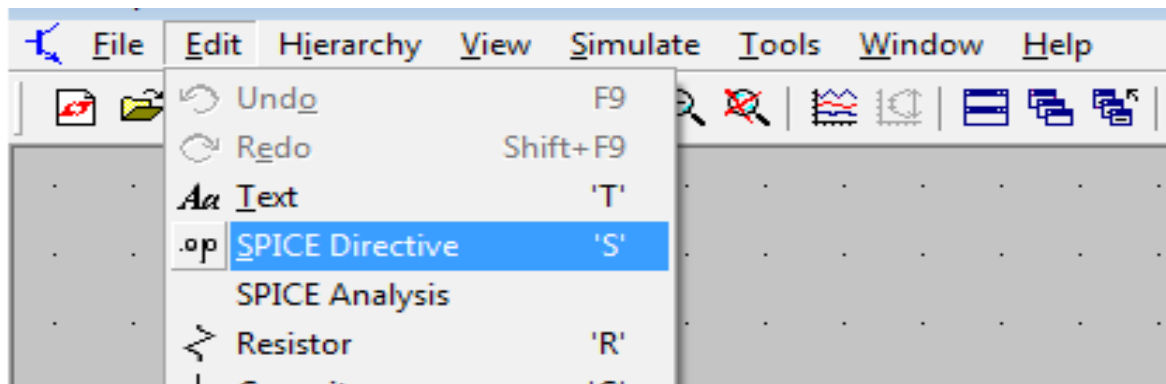 File Edit Hierarchy View Simulate Tools Window Help
Undo F9
Redo Shift+F9
Aa Text 'T'
.op SPICE Directive 'S'
SPICE Analysis
Resistor 'R'